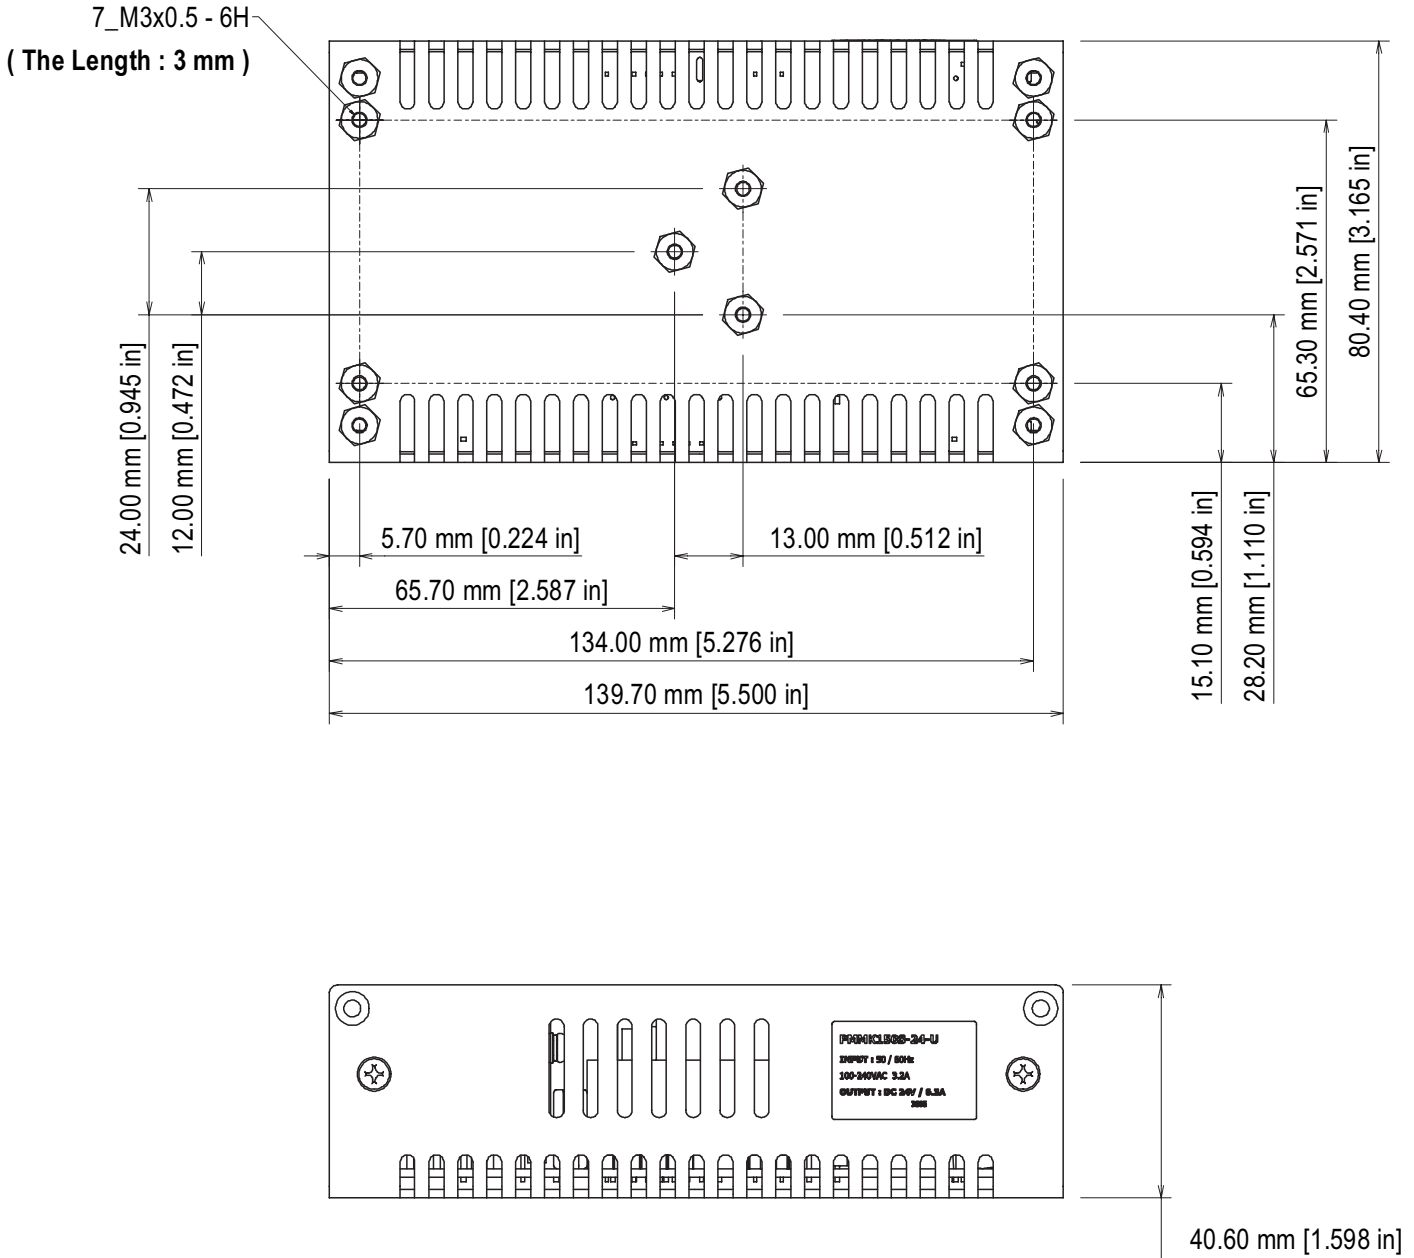 7_M3x0.5 - 6H
( The Length : 3 mm )
24.00 mm [0.945 in]
12.00 mm [0.472 in]
65.30 mm [2.571 in]
80.40 mm [3.165 in]
15.10 mm [0.594 in]
28.20 mm [1.110 in]
5.70 mm [0.224 in]
13.00 mm [0.512 in]
65.70 mm [2.587 in]
134.00 mm [5.276 in]
139.70 mm [5.500 in]
INPUT : 50 / 60Hz
100-240VAC 3.2A
OUTPUT : DC 24V /
40.60 mm [1.598 in]